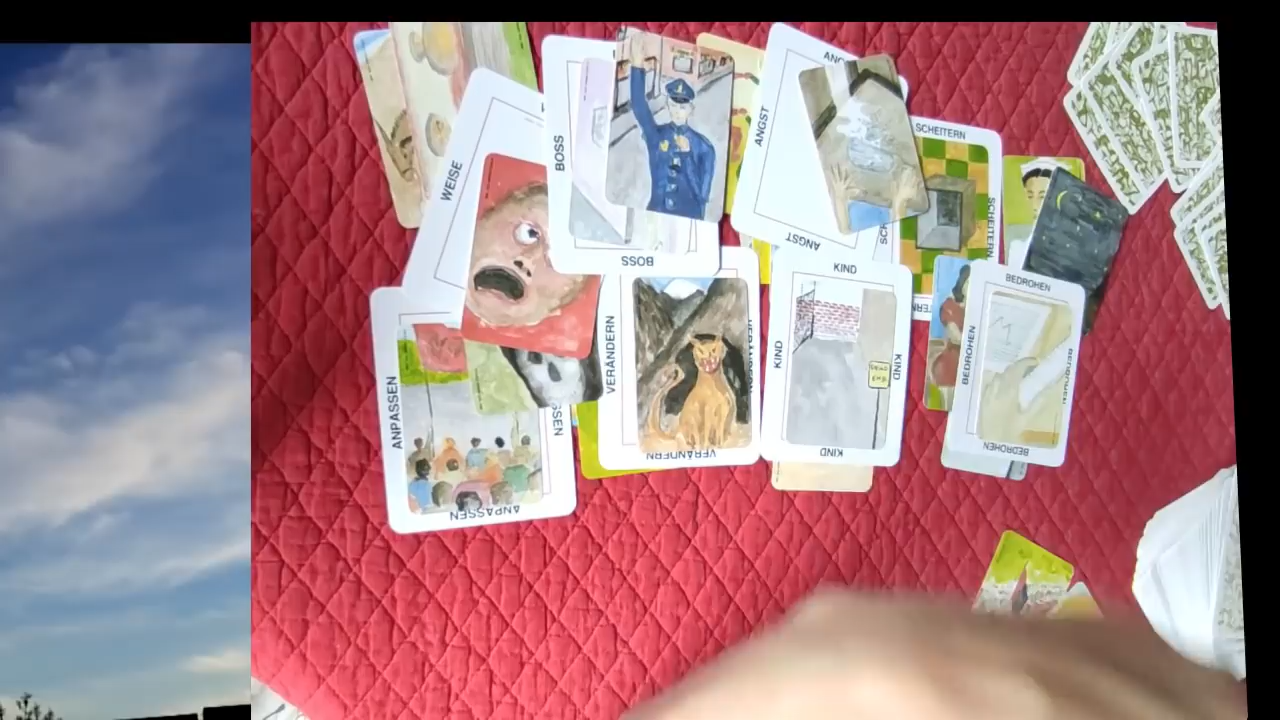 WEISE
BOSS
BOSS
ANGST
ANGST
SCHEITERN
SCHEITERN
ANPASSEN
ANPASSEN
VERÄNDERN
VERÄNDERN
KIND
KIND
KIND
KIND
BEDROHEN
BEDROHEN
BEDROHEN
BEDROHEN